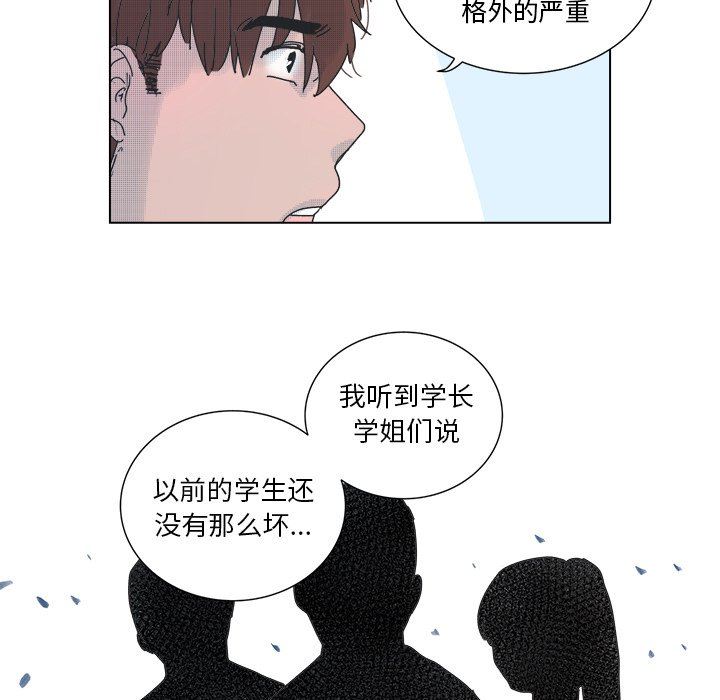 格外的严重
我听到学长
学姐们说
以前的学生还
没有那么坏...